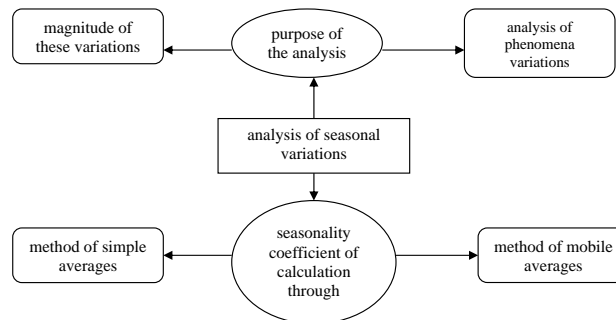 magnitude of
these variations
purpose of
the analysis
analysis of
phenomena
variations
analysis of seasonal
variations
method of simple
averages
seasonality
coefficient of
calculation
through
method of mobile
averages